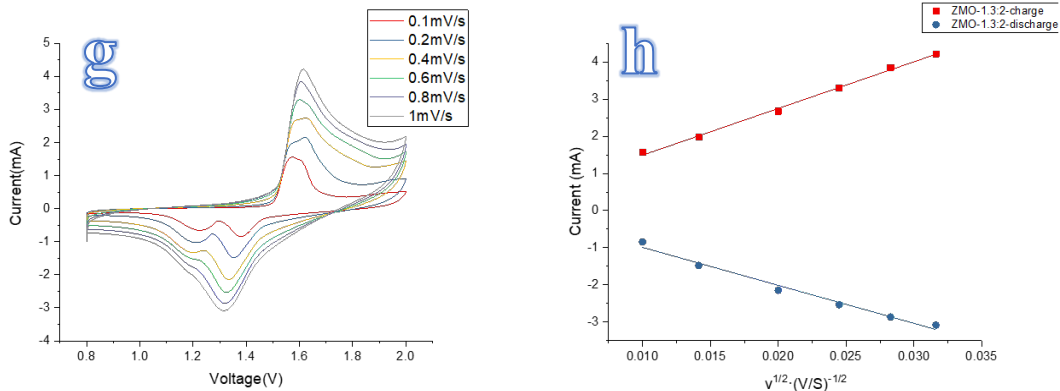 g
0.1mV/s
0.2mV/s
0.4mV/s
0.6mV/s
0.8mV/s
1mV/s
Current(mA)
5
4
3
2
1
0
-1
-2
-3
-4
0.8
1.0
1.2
1.4
1.6
1.8
2.0
Voltage(V)
h
ZMO-1.3:2-charge
ZMO-1.3:2-discharge
Current (mA)
4
3
2
1
0
-1
-2
-3
0.010
0.015
0.020
0.025
0.030
0.035
v^1/2·(V/S)^-1/2